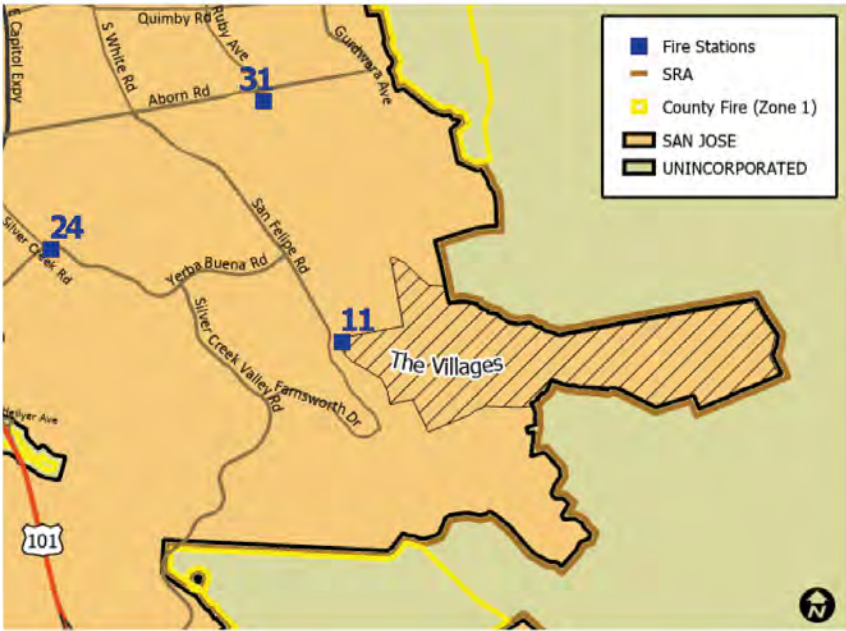 Quimby Rd
E Capitol Expy
S White Rd
Ruby Ave
Gurdwara Ave
31
Aborn Rd
24
Silver Creek Rd
San Felipe Rd
Yerba Buena Rd
11
The Villages
Silver Creek Valley Rd
Farnsworth Dr
Hellyer Ave
101
Fire Stations
SRA
County Fire (Zone 1)
SAN JOSE
UNINCORPORATED
N